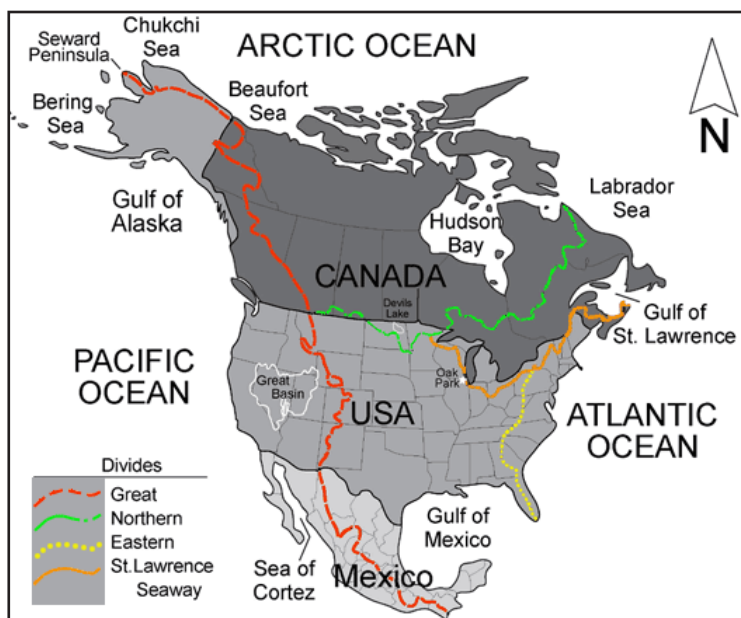 Chukchi
Sea
ARCTIC OCEAN
Seward
Peninsula
Beaufort
Sea
Bering
Sea
N
Gulf of
Alaska
Labrador
Sea
Hudson
Bay
CANADA
Devils
Lake
Gulf of
St. Lawrence
PACIFIC
OCEAN
Great
Basin
Oak
Park
USA
ATLANTIC
OCEAN
Divides
Great
Northern
Eastern
St.Lawrence
Seaway
Gulf of
Mexico
Sea of
Cortez
Mexico